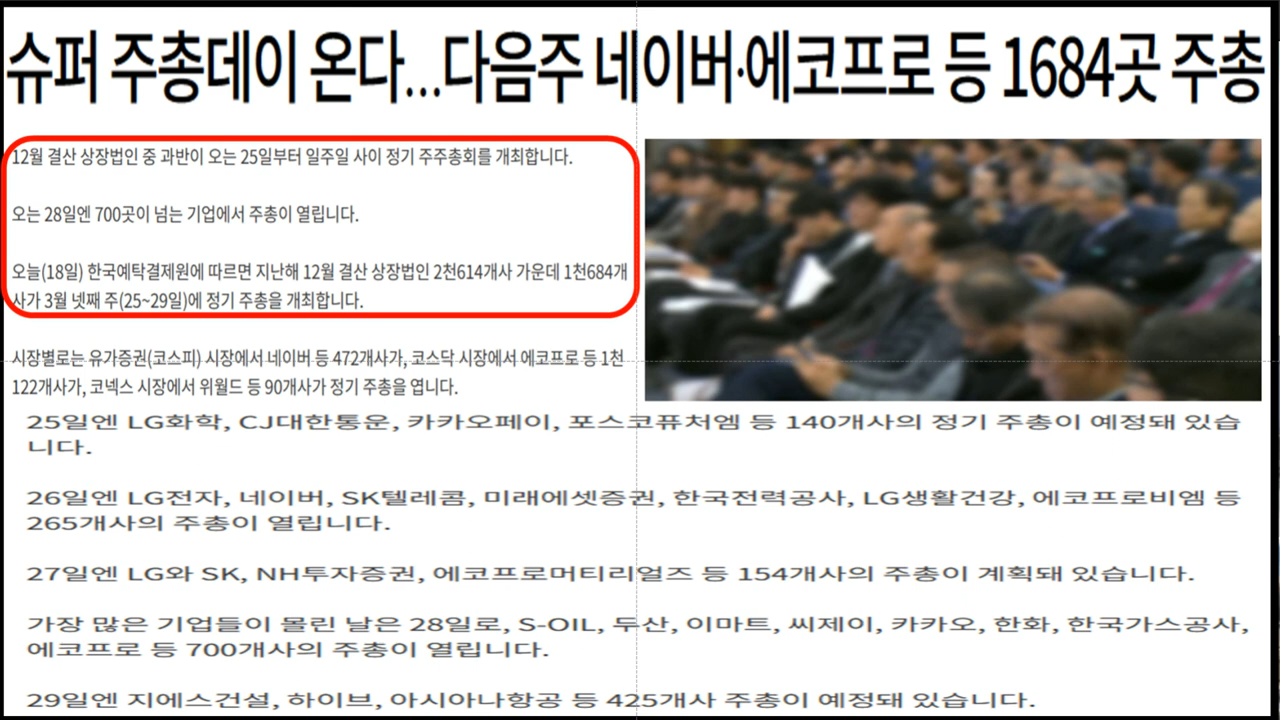 슈퍼 주총데이 온다...다음주 네이버·에코프로 등 1684곳 주총
12월 결산 상장법인 중 과반이 오는 25일부터 일주일 사이 정기 주주총회를 개최합니다.
오는 28일엔 700곳이 넘는 기업에서 주총이 열립니다.
오늘(18일) 한국예탁결제원에 따르면 지난해 12월 결산 상장법인 2천614개사 가운데 1천684개
사가 3월 넷째 주(25~29일)에 정기 주총을 개최합니다.
시장별로는 유가증권(코스피) 시장에서 네이버 등 472개사가, 코스닥 시장에서 에코프로 등 1천
122개사가, 코넥스 시장에서 위월드 등 90개사가 정기 주총을 엽니다.
25일엔 LG화학, CJ대한통운, 카카오페이, 포스코퓨처엠 등 140개사의 정기 주총이 예정돼 있습
니다.
26일엔 LG전자, 네이버, SK텔레콤, 미래에셋증권, 한국전력공사, LG생활건강, 에코프로비엠 등
265개사의 주총이 열립니다.
27일엔 LG와 SK, NH투자증권, 에코프로머티리얼즈 등 154개사의 주총이 계획돼 있습니다.
가장 많은 기업들이 몰린 날은 28일로, S-OIL, 두산, 이마트, 씨제이, 카카오, 한화, 한국가스공사,
에코프로 등 700개사의 주총이 열립니다.
29일엔 지에스건설, 하이브, 아시아나항공 등 425개사 주총이 예정돼 있습니다.